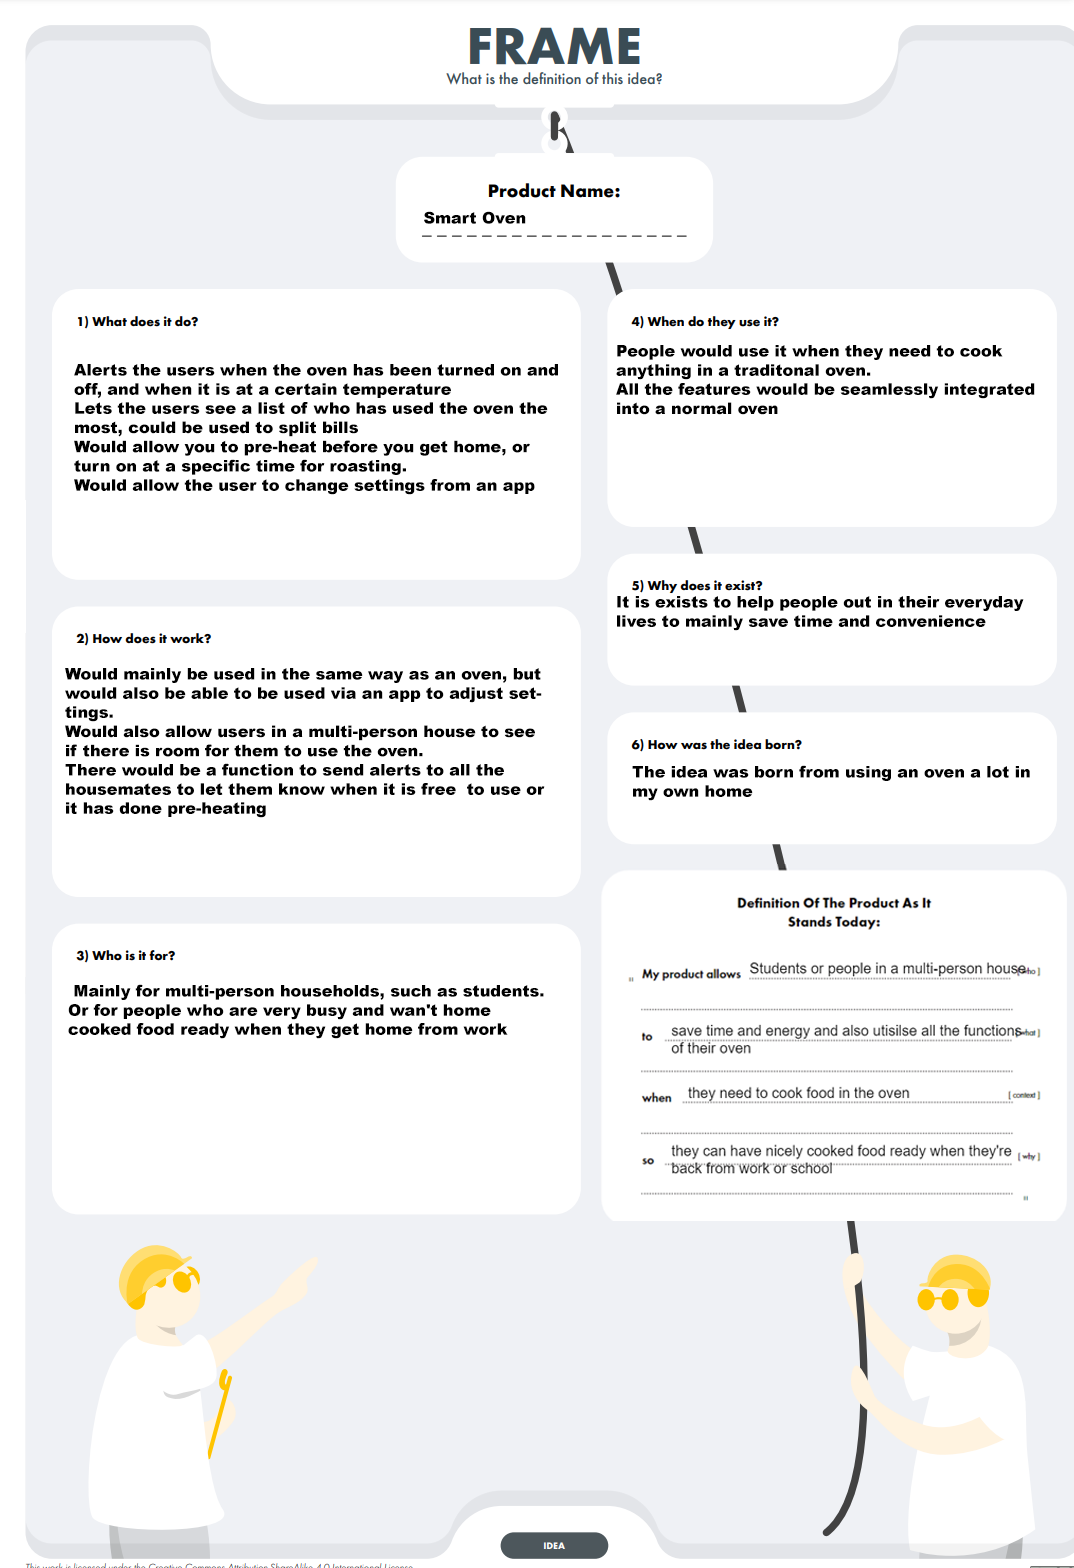 FRAME
What is the definition of this idea?
Product Name:
Smart Oven
1) What does it do?
Alerts the users when the oven has been turned on and
off, and when it is at a certain temperature
Lets the users see a list of who has used the oven the
most, could be used to split bills
Would allow you to pre-heat before you get home, or
turn on at a specific time for roasting.
Would allow the user to change settings from an app
2) How does it work?
Would mainly be used in the same way as an oven, but
would also be able to be used via an app to adjust set-
tings.
Would also allow users in a multi-person house to see
if there is room for them to use the oven.
There would be a function to send alerts to all the
housemates to let them know when it is free  to use or
it has done pre-heating
3) Who is it for?
Mainly for multi-person households, such as students.
Or for people who are very busy and wan't home
cooked food ready when they get home from work
4) When do they use it?
People would use it when they need to cook
anything in a traditonal oven.
All the features would be seamlessly integrated
into a normal oven
5) Why does it exist?
It is exists to help people out in their everyday
lives to mainly save time and convenience
6) How was the idea born?
The idea was born from using an oven a lot in
my own home
Definition Of The Product As It
Stands Today:
" My product allows Students or people in a multi-person house
to save time and energy and also utisilse all the functions
of their oven
when they need to cook food in the oven [ context ]
so they can have nicely cooked food ready when they're [ why ]
back from work or school
"
IDEA
This work is licensed under the Creative Commons Attribution-ShareAlike 4.0 International License